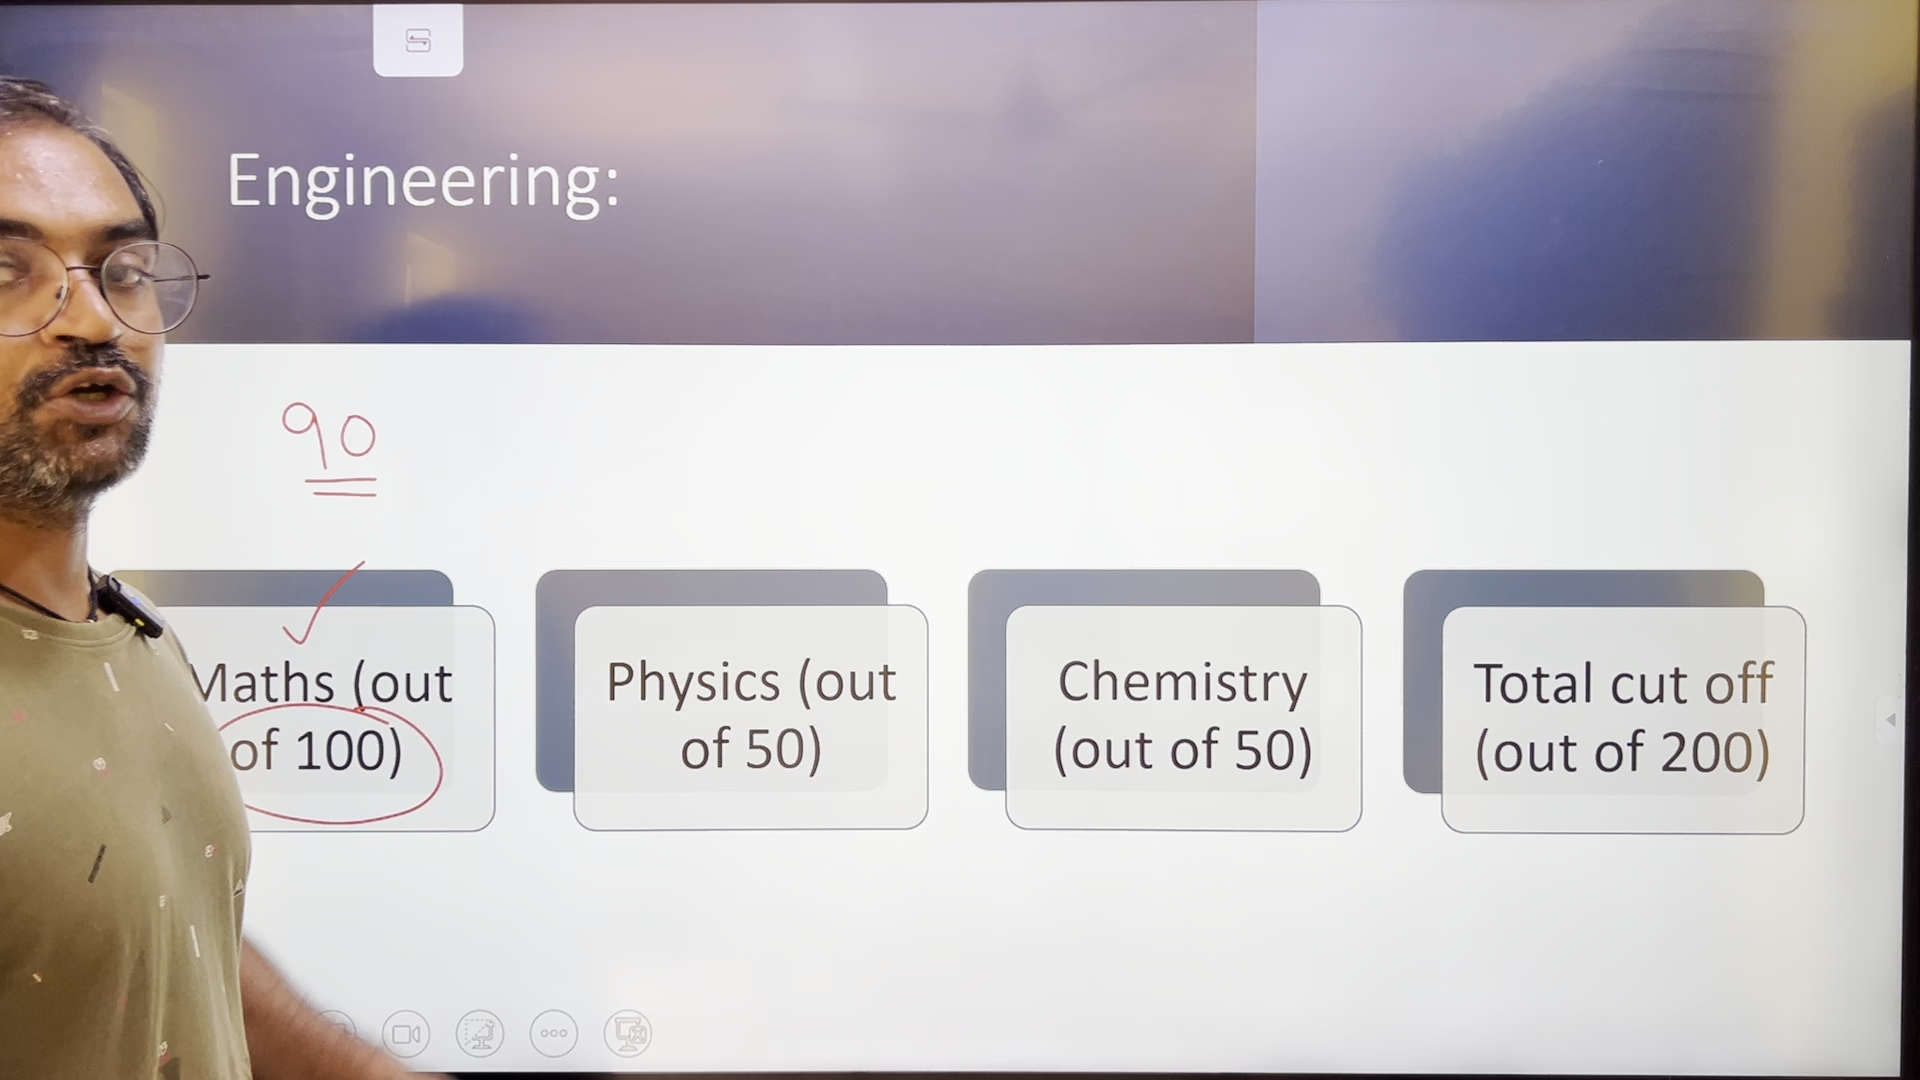 Engineering:
90
Maths (out
of 100)
Physics (out
of 50)
Chemistry
(out of 50)
Total cut off
(out of 200)